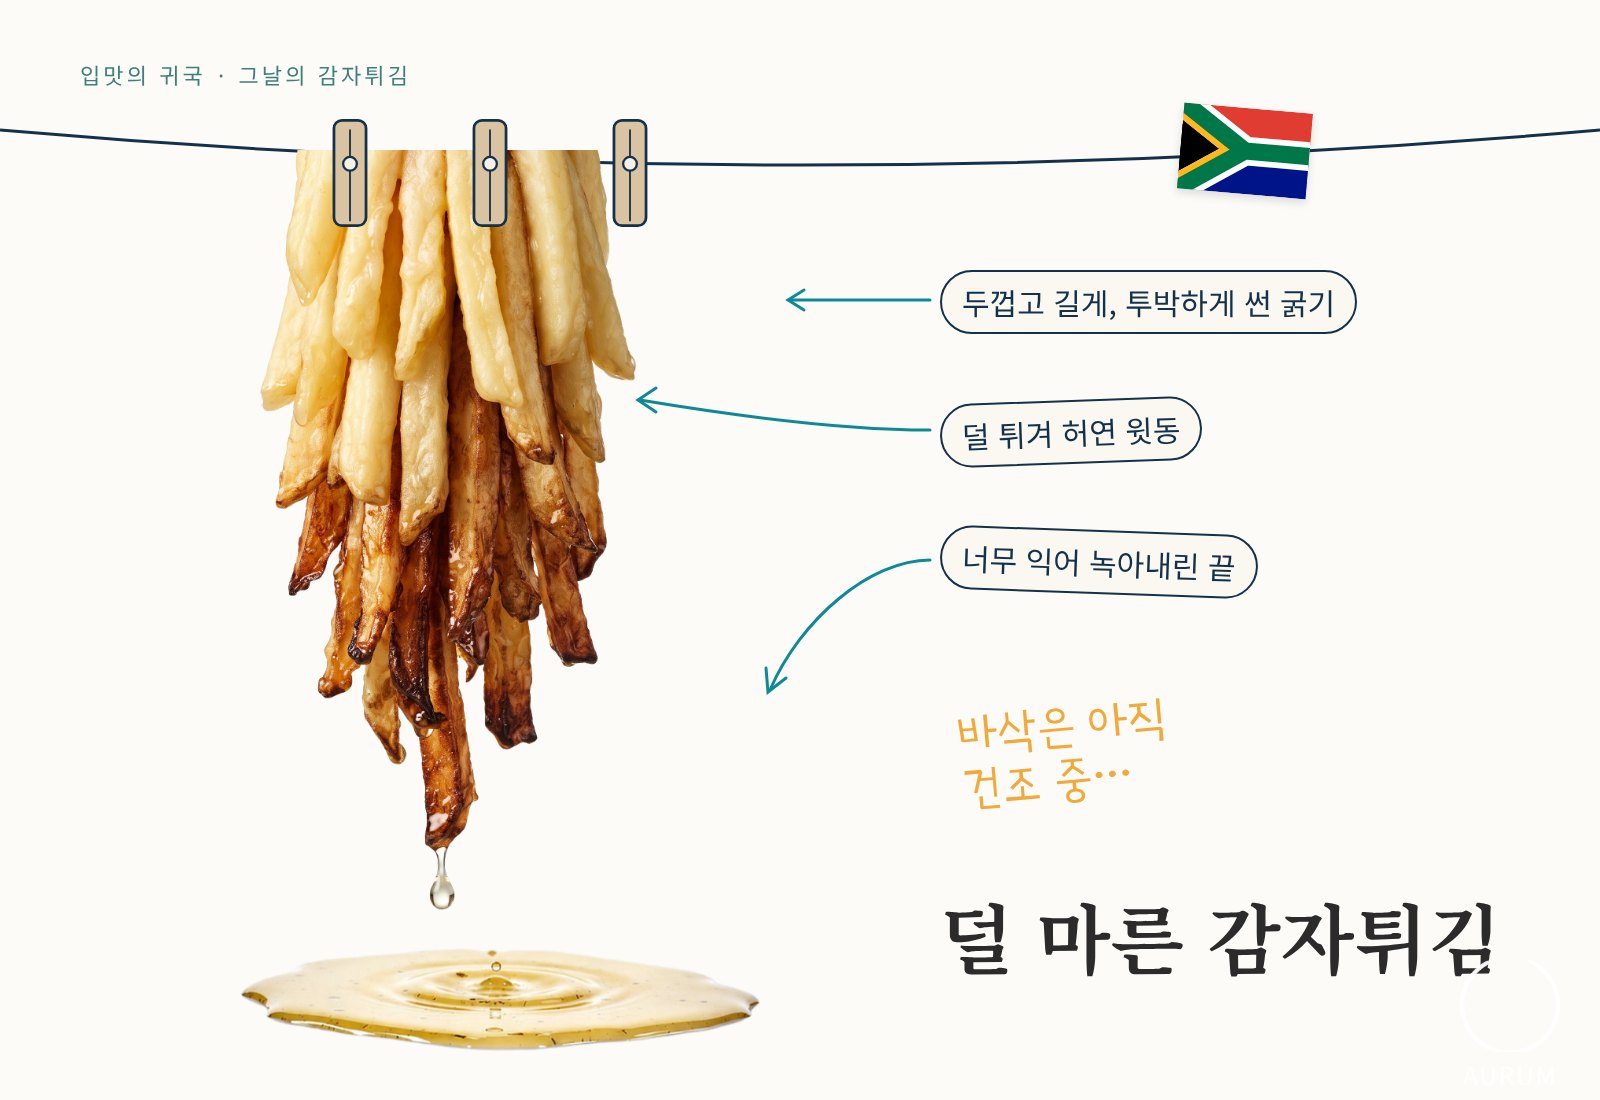 입맛의 귀국 · 그날의 감자튀김
두껍고 길게, 투박하게 썬 굵기
덜 튀겨 허연 윗동
너무 익어 녹아내린 끝
바삭은 아직
건조 중…
덜 마른 감자튀김
AURUM